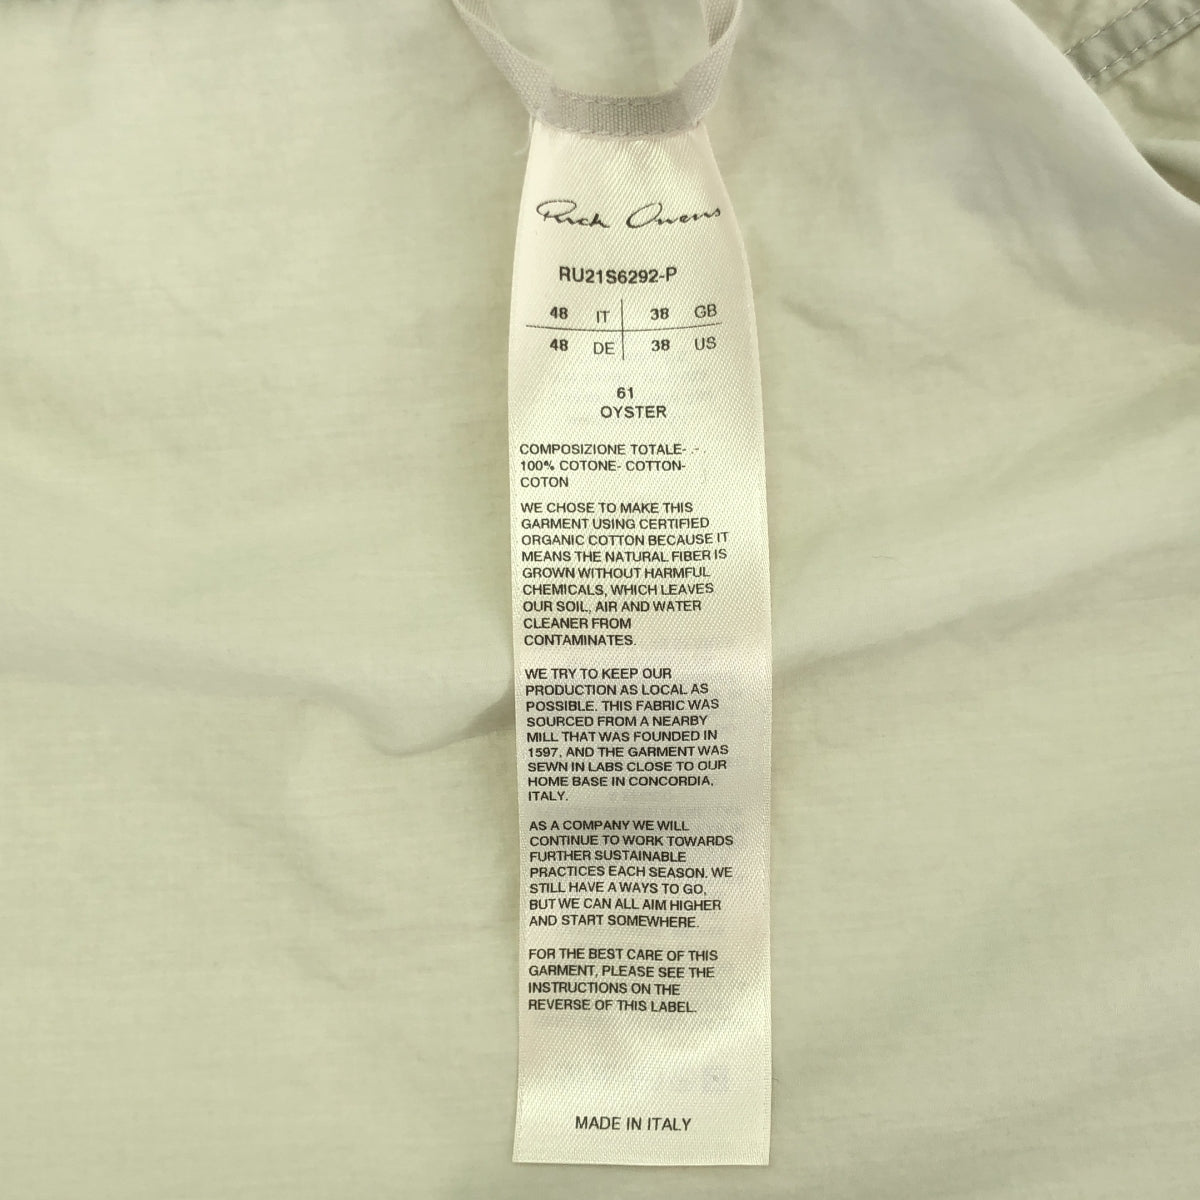 Rick Owens
RU21S6292-P
48 IT 38 GB
48 DE 38 US
61
OYSTER
COMPOSIZIONE TOTALE- -
100% COTONE- COTTON-
COTON
WE CHOSE TO MAKE THIS
GARMENT USING CERTIFIED
ORGANIC COTTON BECAUSE IT
MEANS THE NATURAL FIBER IS
GROWN WITHOUT HARMFUL
CHEMICALS, WHICH LEAVES
OUR SOIL, AIR AND WATER
CLEANER FROM
CONTAMINATES.
WE TRY TO KEEP OUR
PRODUCTION AS LOCAL AS
POSSIBLE. THIS FABRIC WAS
SOURCED FROM A NEARBY
MILL THAT WAS FOUNDED IN
1597, AND THE GARMENT WAS
SEWN IN LABS CLOSE TO OUR
HOME BASE IN CONCORDIA,
ITALY.
AS A COMPANY WE WILL
CONTINUE TO WORK TOWARDS
FURTHER SUSTAINABLE
PRACTICES EACH SEASON. WE
STILL HAVE A WAYS TO GO,
BUT WE CAN ALL AIM HIGHER
AND START SOMEWHERE.
FOR THE BEST CARE OF THIS
GARMENT, PLEASE SEE THE
INSTRUCTIONS ON THE
REVERSE OF THIS LABEL.
MADE IN ITALY